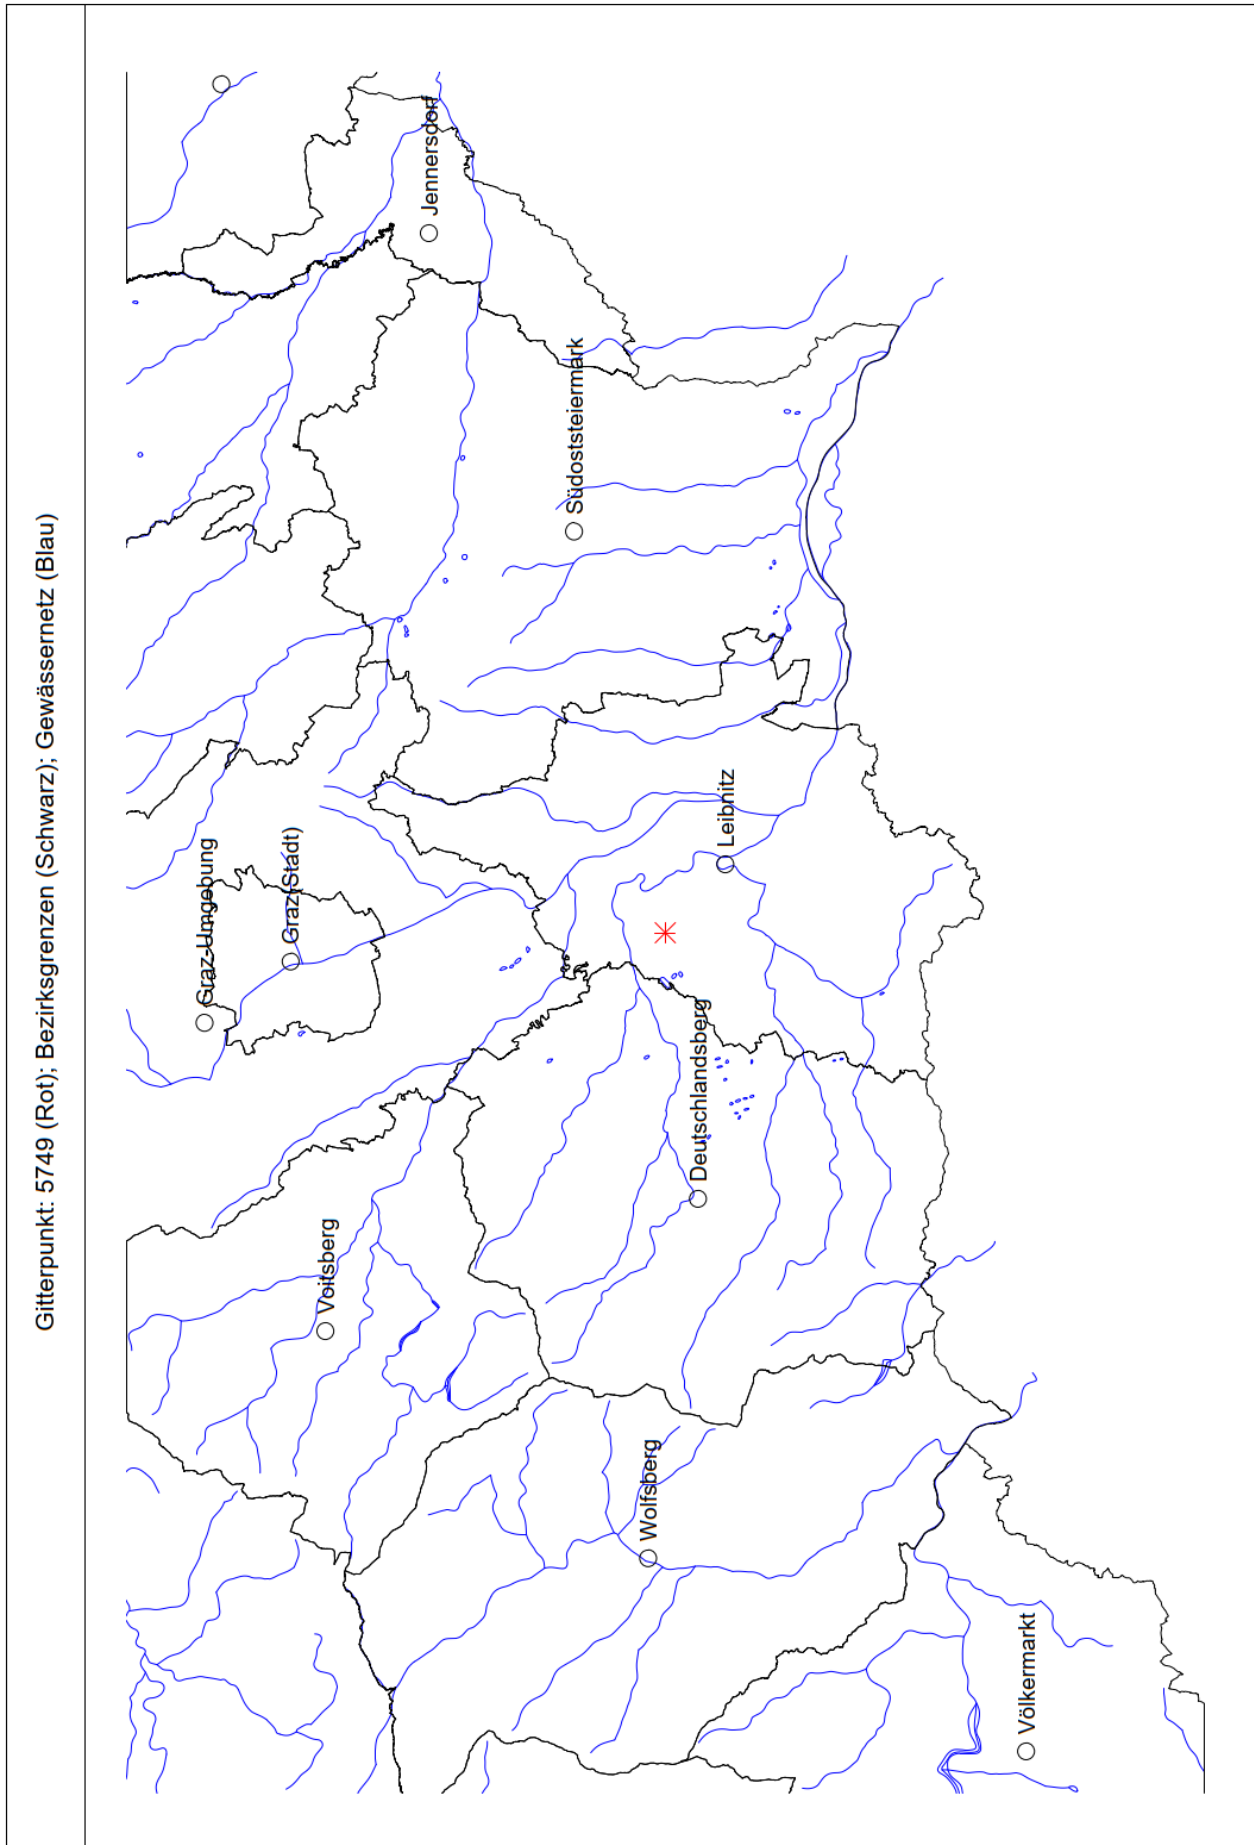 Gitterpunkt: 5749 (Rot); Bezirksgrenzen (Schwarz); Gewässernetz (Blau)
Graz-Umgebung
Graz(Stadt)
Voitsberg
Jennersdorf
Südoststeiermark
Wolfsberg
Deutschlandsberg
Leibnitz
Völkermarkt